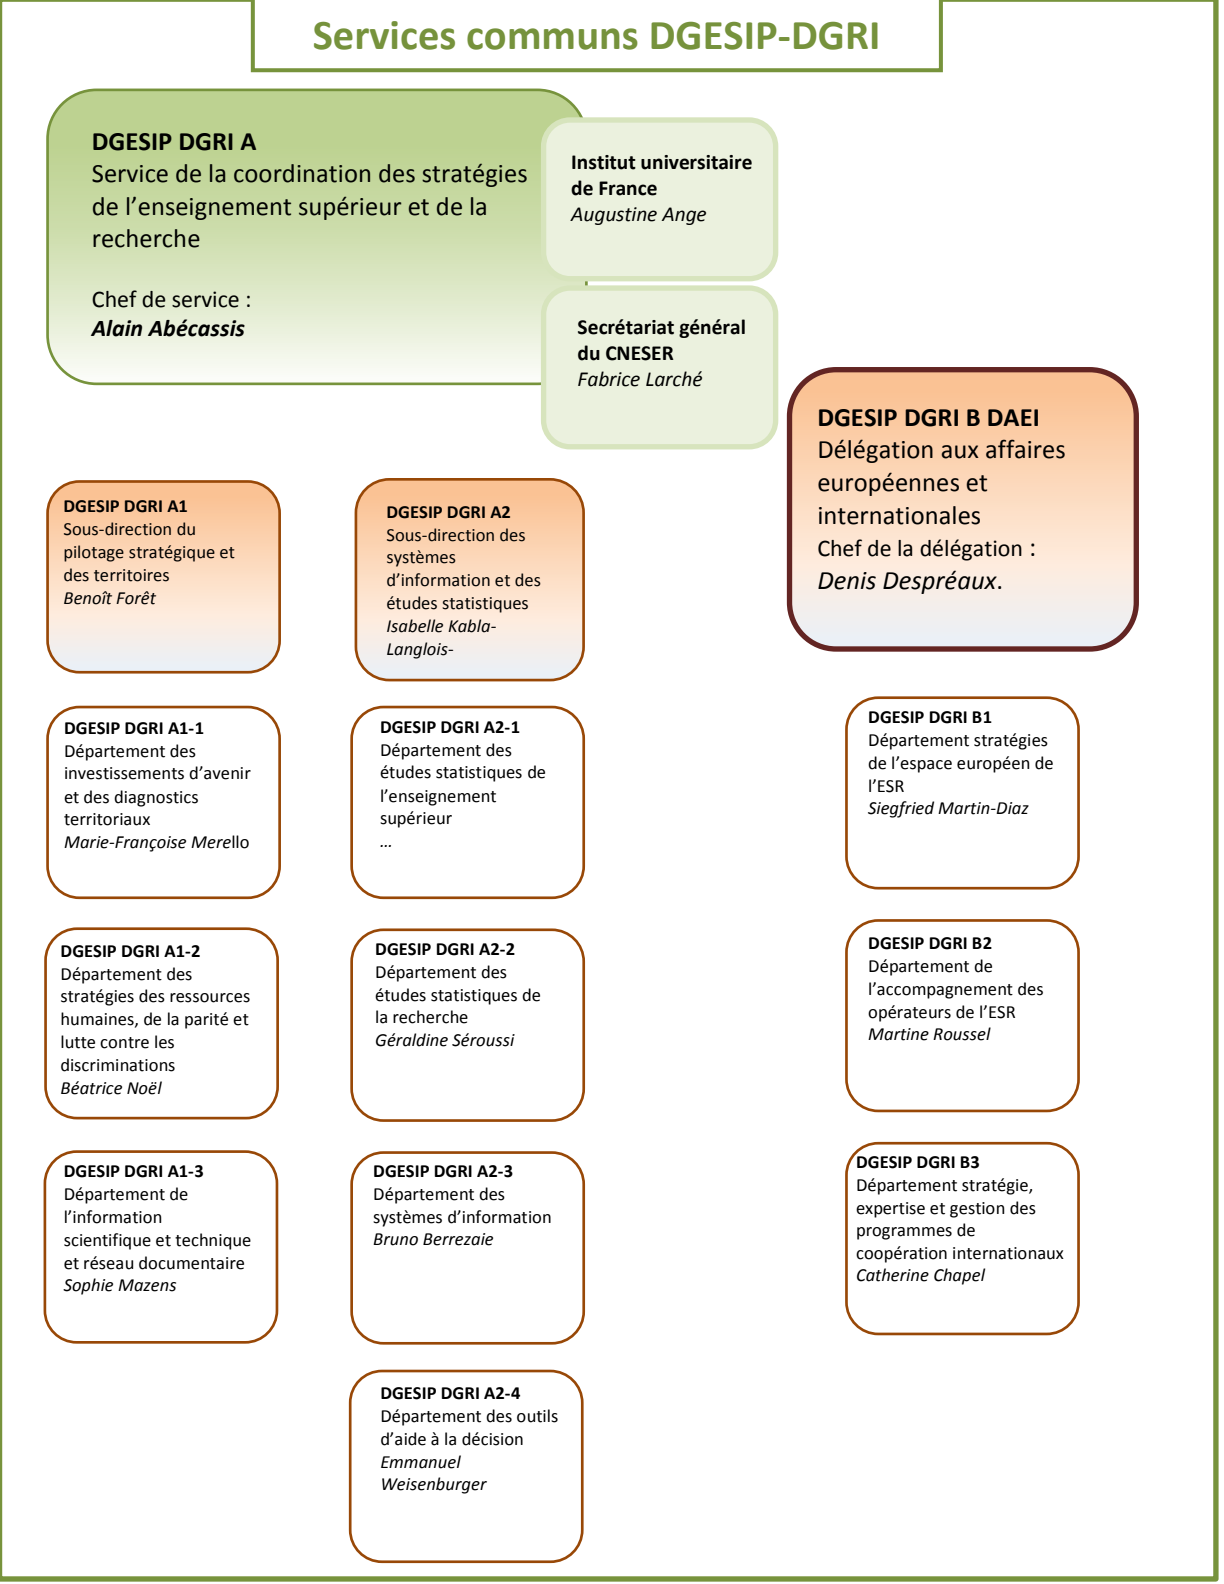 Services communs DGESIP-DGRI
DGESIP DGRI A
Service de la coordination des stratégies
de l’enseignement supérieur et de la
recherche
Chef de service :
Alain Abécassis
Institut universitaire
de France
Augustine Ange
Secrétariat général
du CNESER
Fabrice Larché
DGESIP DGRI B DAEI
Délégation aux affaires
européennes et
internationales
Chef de la délégation :
Denis Despréaux.
DGESIP DGRI A1
Sous-direction du
pilotage stratégique et
des territoires
Benoît Forêt
DGESIP DGRI A2
Sous-direction des
systèmes
d’information et des
études statistiques
Isabelle Kabla-
Langlois-
DGESIP DGRI A1-1
Département des
investissements d’avenir
et des diagnostics
territoriaux
Marie-Françoise Merello
DGESIP DGRI A2-1
Département des
études statistiques de
l’enseignement
supérieur
…
DGESIP DGRI B1
Département stratégies
de l’espace européen de
l’ESR
Siegfried Martin-Diaz
DGESIP DGRI A1-2
Département des
stratégies des ressources
humaines, de la parité et
lutte contre les
discriminations
Béatrice Noël
DGESIP DGRI A2-2
Département des
études statistiques de
la recherche
Géraldine Séroussi
DGESIP DGRI B2
Département de
l’accompagnement des
opérateurs de l’ESR
Martine Roussel
DGESIP DGRI A1-3
Département de
l’information
scientifique et technique
et réseau documentaire
Sophie Mazens
DGESIP DGRI A2-3
Département des
systèmes d’information
Bruno Berrezaie
DGESIP DGRI B3
Département stratégie,
expertise et gestion des
programmes de
coopération internationaux
Catherine Chapel
DGESIP DGRI A2-4
Département des outils
d’aide à la décision
Emmanuel
Weisenburger